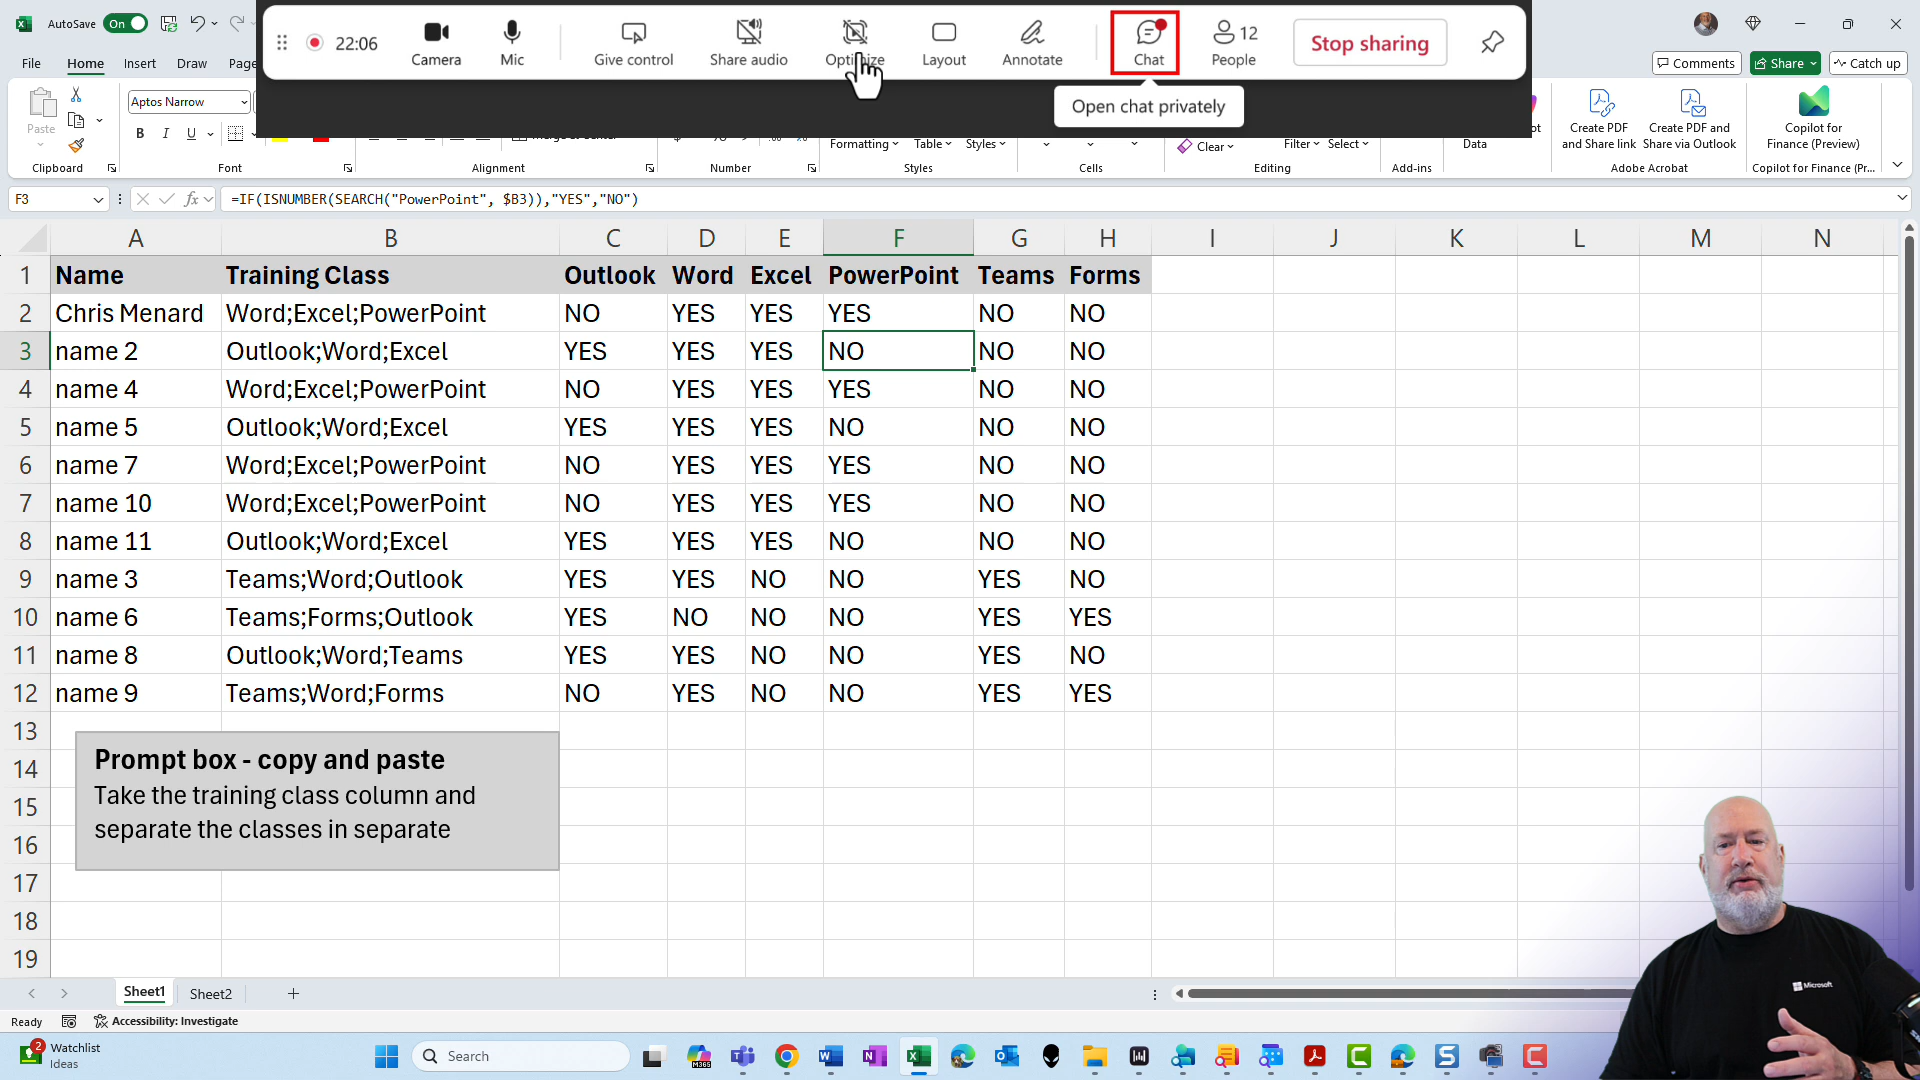 AutoSave On
22:06
Camera
Mic
Give control
Share audio
Optimize
Layout
Annotate
Chat
12
People
Stop sharing
Open chat privately
File
Home
Insert
Draw
Page
Comments
Share
Catch up
Paste
Aptos Narrow
B I U
Formatting
Table
Styles
Clear
Filter
Select
Data
Create PDF
and Share link
Create PDF and
Share via Outlook
Copilot for
Finance (Preview)
Clipboard
Font
Alignment
Number
Styles
Cells
Editing
Add-ins
Adobe Acrobat
Copilot for Finance (Pr...
F3
fx
=IF(ISNUMBER(SEARCH("PowerPoint", $B3)),"YES","NO")
A B C D E F G H I J K L M N
1 Name Training Class Outlook Word Excel PowerPoint Teams Forms
2 Chris Menard Word;Excel;PowerPoint NO YES YES YES NO NO
3 name 2 Outlook;Word;Excel YES YES YES NO NO NO
4 name 4 Word;Excel;PowerPoint NO YES YES YES NO NO
5 name 5 Outlook;Word;Excel YES YES YES NO NO NO
6 name 7 Word;Excel;PowerPoint NO YES YES YES NO NO
7 name 10 Word;Excel;PowerPoint NO YES YES YES NO NO
8 name 11 Outlook;Word;Excel YES YES YES NO NO NO
9 name 3 Teams;Word;Outlook YES YES NO NO YES NO
10 name 6 Teams;Forms;Outlook YES NO NO NO YES YES
11 name 8 Outlook;Word;Teams YES YES NO NO YES NO
12 name 9 Teams;Word;Forms NO YES NO NO YES YES
13
14
15
16
17
18
19
Prompt box - copy and paste
Take the training class column and
separate the classes in separate
Microsoft
Sheet1
Sheet2
Ready
Accessibility: Investigate
2
Watchlist
Ideas
Search
M365